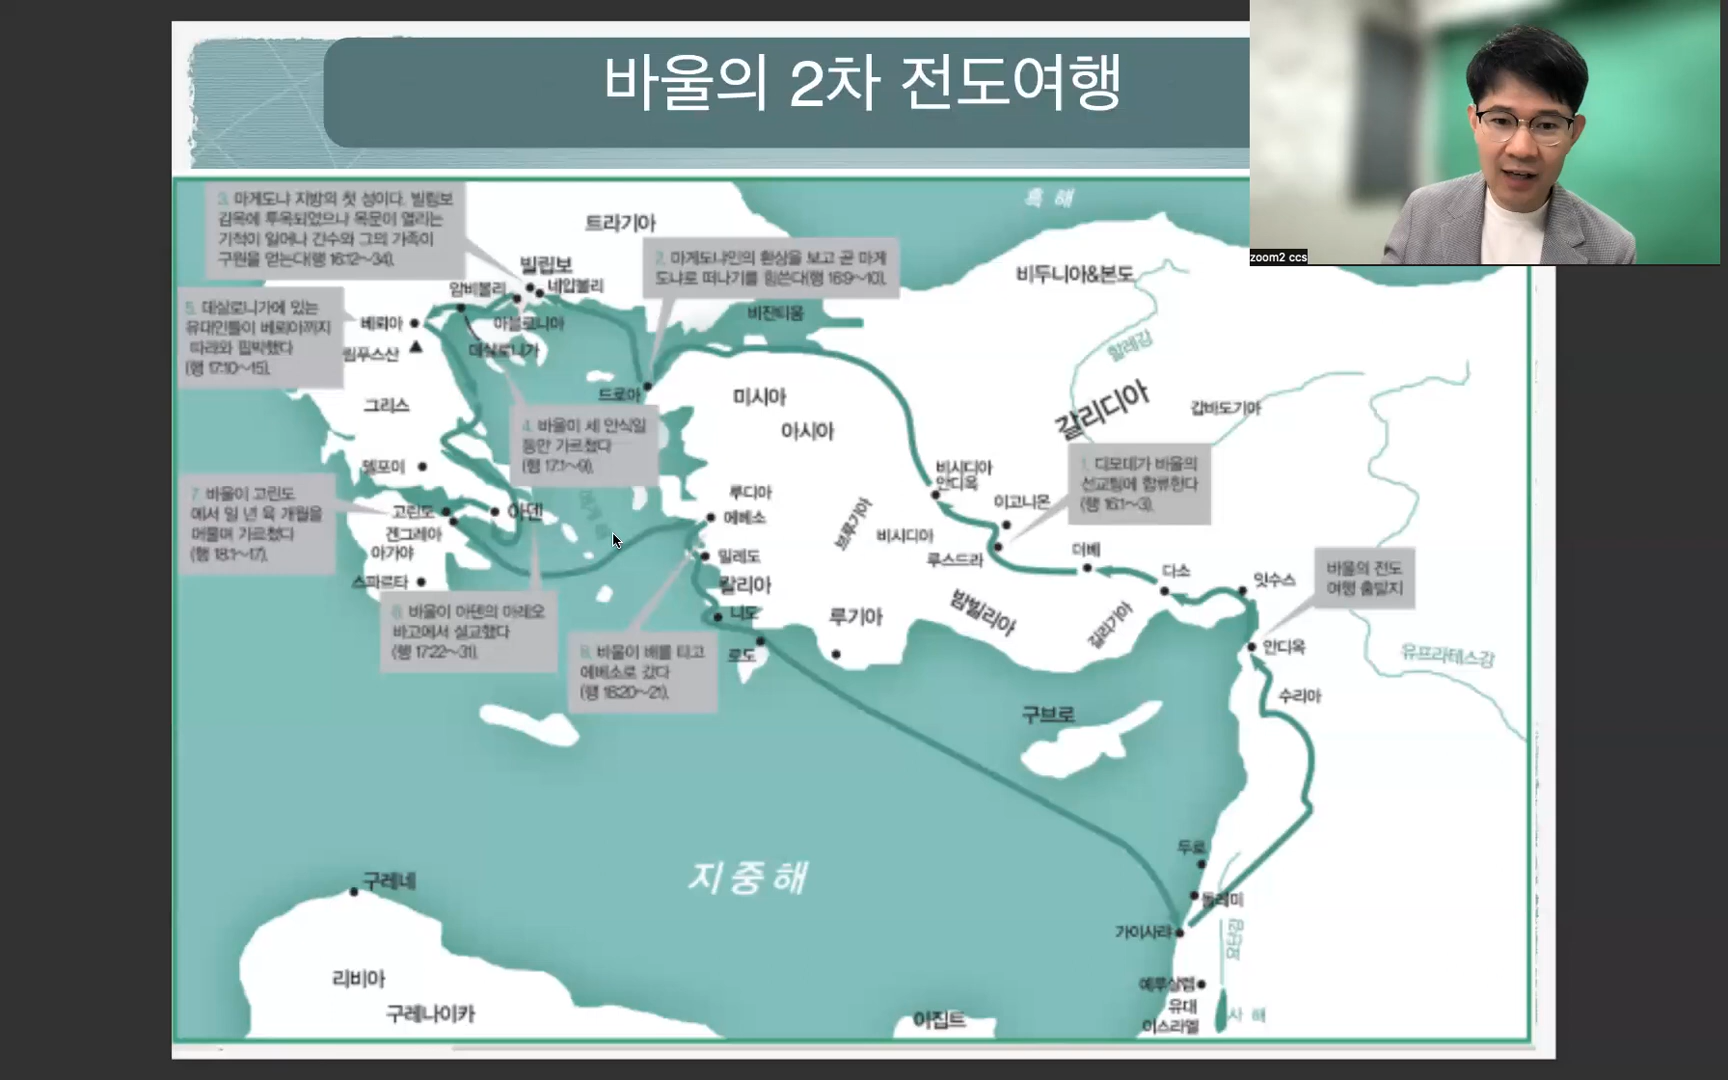 바울의 2차 전도여행
zoom2 ccs
3. 마게도냐 지방의 첫 성이다. 빌립보
감옥에 투옥되었으나 옥문이 열리는
기적이 일어나 간수와 그의 가족이
구원을 얻는다(행 16:12~34).
트라기아
흑 해
2. 마게도냐인의 환상을 보고 곧 마게
도냐로 떠나기를 힘쓴다(행 16:9~10).
비두니아&본도
빌립보
암비볼리
네압볼리
5. 데살로니가에 있는
유대인들이 베뢰아까지
따라와 핍박했다
(행 17:10~15).
베뢰아
아볼로니아
비잔티움
데살로니가
림푸스산
할레강
드로아
미시아
갈라디아
갑바도기아
그리스
아시아
4. 바울이 세 안식일
동안 가르쳤다
(행 17:1~9).
델포이
비시디아
안디옥
1. 디모데가 바울의
선교팀에 합류한다
(행 16:1~3).
7. 바울이 고린도
에서 일 년 육 개월을
머물며 가르쳤다
(행 18:1~17).
루디아
이고니온
고린도
아덴
에게 해
에베소
겐그레아
브루기아
비시디아
아가야
밀레도
루스드라
더베
스파르타
랄리아
다소
잇수스
바울의 전도
여행 출발지
6. 바울이 아덴의 아레오
바고에서 설교했다
(행 17:22~31).
니도
루기아
밤빌리아
길리기아
안디옥
8. 바울이 배를 타고
에베소로 갔다
(행 18:20~21).
로도
유프라테스강
수리아
구브로
두로
지 중 해
구레네
돌레미
가이사랴
요단강
리비아
예루살렘
구레나이카
유대
이스라엘
사 해
이집트